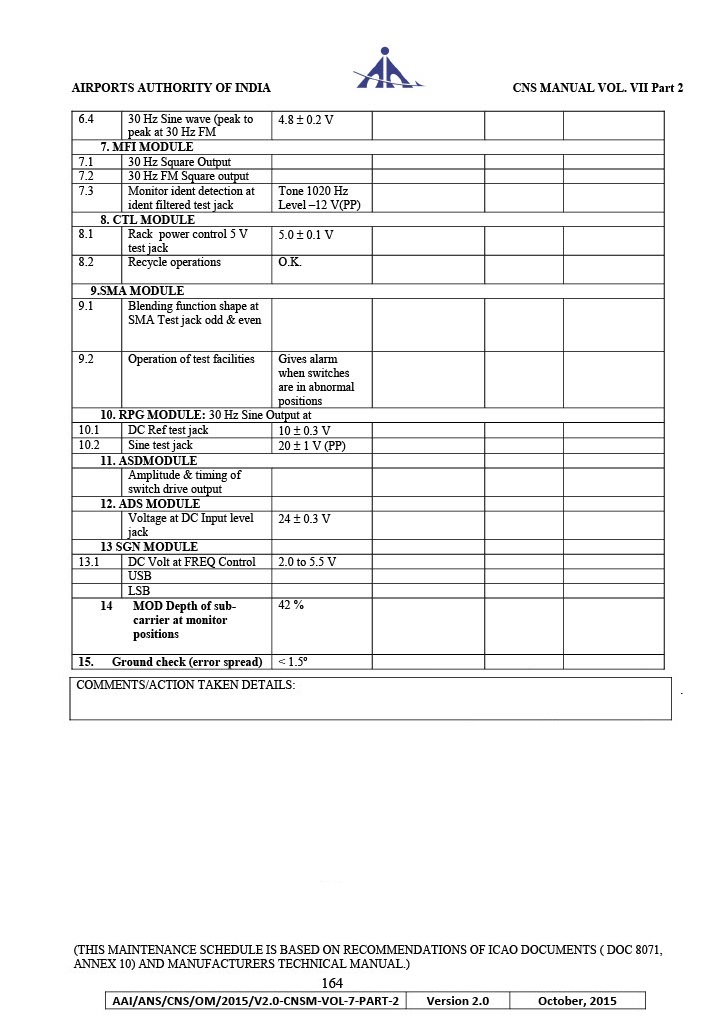 AIRPORTS AUTHORITY OF INDIA CNS MANUAL VOL. VII Part 2
6.4 30 Hz Sine wave (peak to 4.8 ± 0.2 V
peak at 30 Hz FM
7. MFI MODULE
7.1 30 Hz Square Output
7.2 30 Hz FM Square output
7.3 Monitor ident detection at Tone 1020 Hz
ident filtered test jack Level –12 V(PP)
8. CTL MODULE
8.1 Rack power control 5 V 5.0 ± 0.1 V
test jack
8.2 Recycle operations O.K.
9.SMA MODULE
9.1 Blending function shape at
SMA Test jack odd & even
9.2 Operation of test facilities Gives alarm
when switches
are in abnormal
positions
10. RPG MODULE: 30 Hz Sine Output at
10.1 DC Ref test jack 10 ± 0.3 V
10.2 Sine test jack 20 ± 1 V (PP)
11. ASDMODULE
Amplitude & timing of
switch drive output
12. ADS MODULE
Voltage at DC Input level 24 ± 0.3 V
jack
13 SGN MODULE
13.1 DC Volt at FREQ Control 2.0 to 5.5 V
USB
LSB
14 MOD Depth of sub- 42 %
carrier at monitor
positions
15. Ground check (error spread) < 1.5º
COMMENTS/ACTION TAKEN DETAILS:
.
(THIS MAINTENANCE SCHEDULE IS BASED ON RECOMMENDATIONS OF ICAO DOCUMENTS ( DOC 8071,
ANNEX 10) AND MANUFACTURERS TECHNICAL MANUAL.)
164
AAI/ANS/CNS/OM/2015/V2.0-CNSM-VOL-7-PART-2 Version 2.0 October, 2015